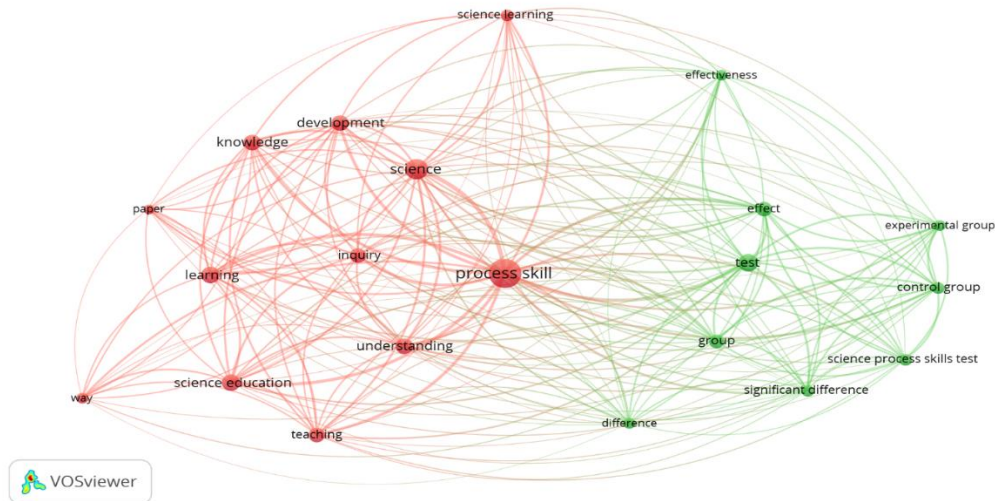 science learning
effectiveness
development
knowledge
science
paper
effect
experimental group
inquiry
test
learning
process skill
control group
understanding
group
science process skills test
science education
significant difference
way
difference
teaching
VOSviewer